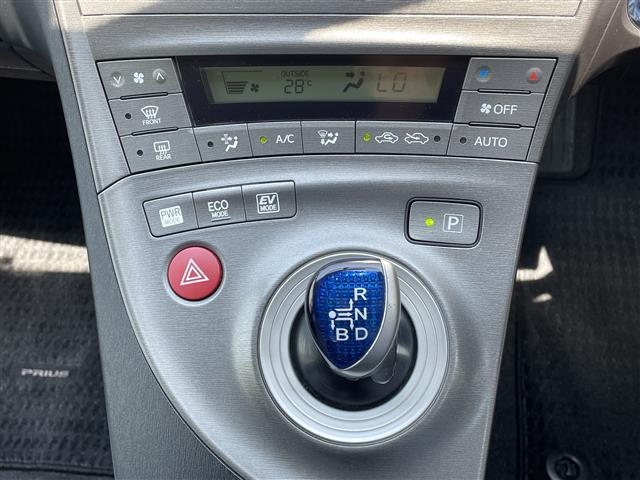 OUTSIDE
28°C LO
OFF
FRONT
A/C
AUTO
REAR
PWR MODE
ECO MODE
EV MODE
P
R
N
B D
PRIUS